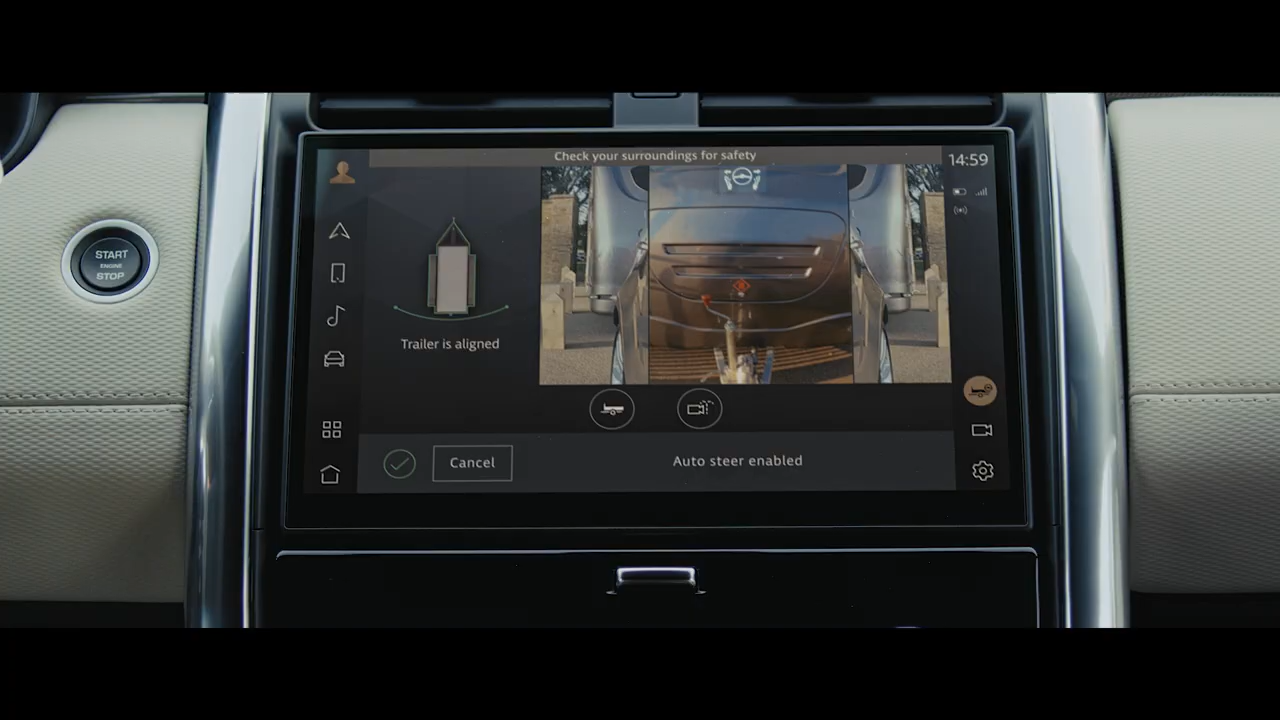 Check your surroundings for safety
14:59
START
ENGINE
STOP
Trailer is aligned
Cancel
Auto steer enabled